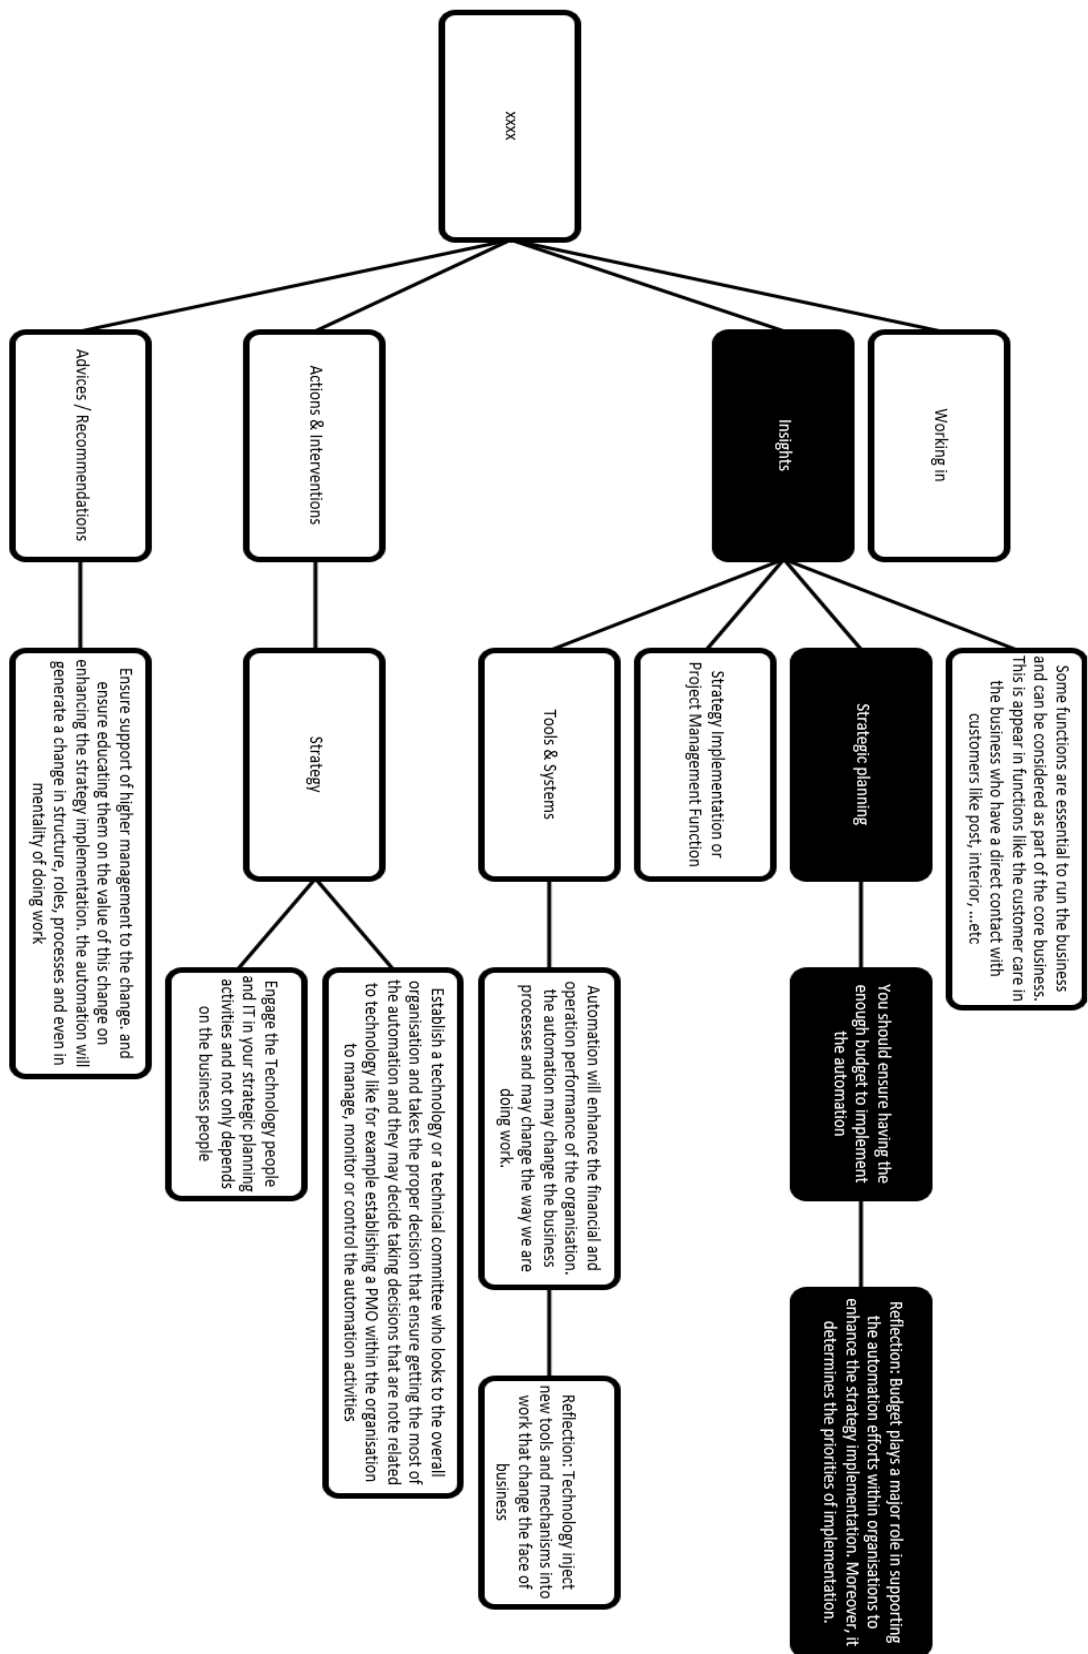 xxxx
Working in
Insights
Some functions are essential to run the business
and can be considered as part of the core business.
This is appear in functions like the customer care in
the business who have a direct contact with
customers like post, interior, ...etc
Strategic planning
You should ensure having the
enough budget to implement
the automation
Reflection: Budget plays a major role in supporting
the automation efforts within organisations to
enhance the strategy implementation. Moreover, it
determines the priorities of implementation.
Strategy Implementation or
Project Management Function
Tools & Systems
Automation will enhance the financial and
operation performance of the organisation.
the automation may change the business
processes and may change the way we are
doing work.
Reflection: Technology inject
new tools and mechanisms into
work that change the face of
business
Actions & Interventions
Strategy
Establish a technology or a technical committee who looks to the overall
organisation and takes the proper decision that ensure getting the most of
the automation and they may decide taking decisions that are note related
to technology like for example establishing a PMO within the organisation
to manage, monitor or control the automation activities
Engage the Technology people
and IT in your strategic planning
activities and not only depends
on the business people
Advices / Recommendations
Ensure support of higher management to the change. and
ensure educating them on the value of this change on
enhancing the strategy implementation. the automation will
generate a change in structure, roles, processes and even in
mentality of doing work